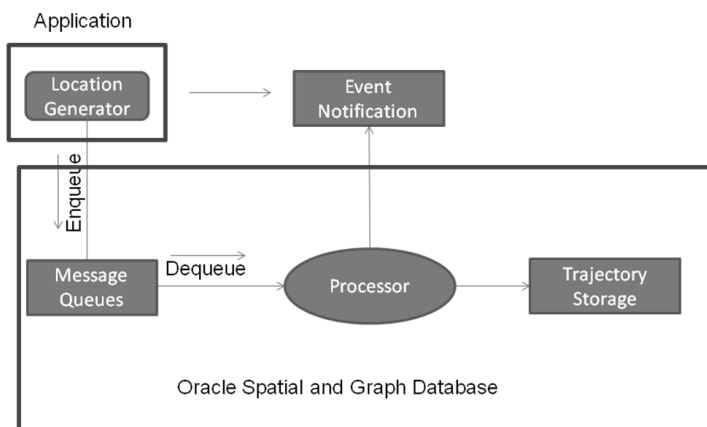 Application
Location
Generator
Event
Notification
Enqueue
Message
Queues
Dequeue
Processor
Trajectory
Storage
Oracle Spatial and Graph Database